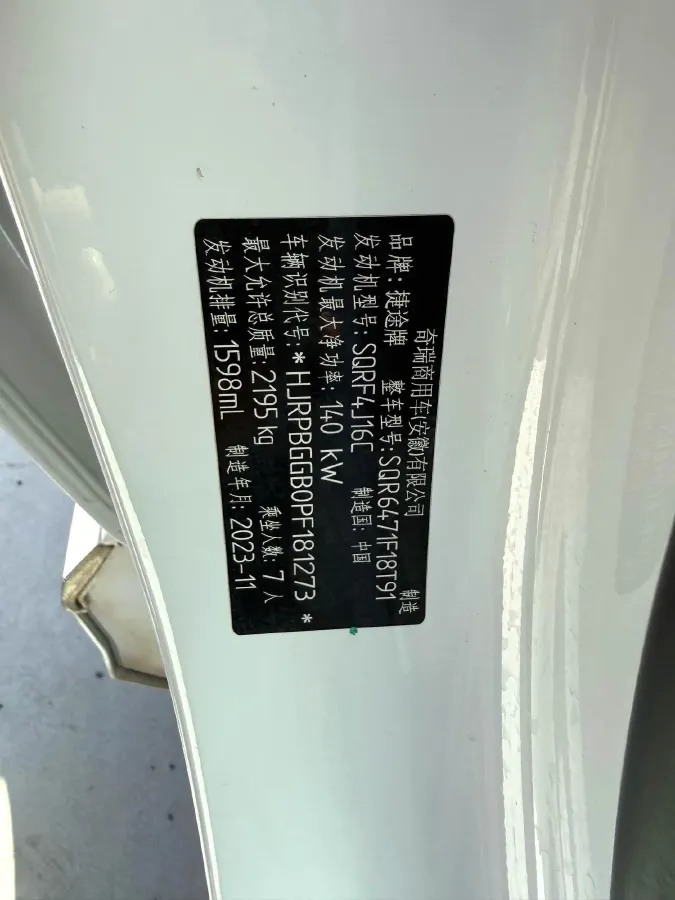 奇瑞商用车(安徽)有限公司 制造
品牌:捷途牌 整车型号:SQR6471F18T91
发动机型号:SQRF4J16C 制造国:中国
发动机最大净功率:140 kW
车辆识别代号:*HJRPBGGB0PF181273*
最大允许总质量:2195 kg 乘坐人数:7人
发动机排量:1598ml 制造年月:2023-11